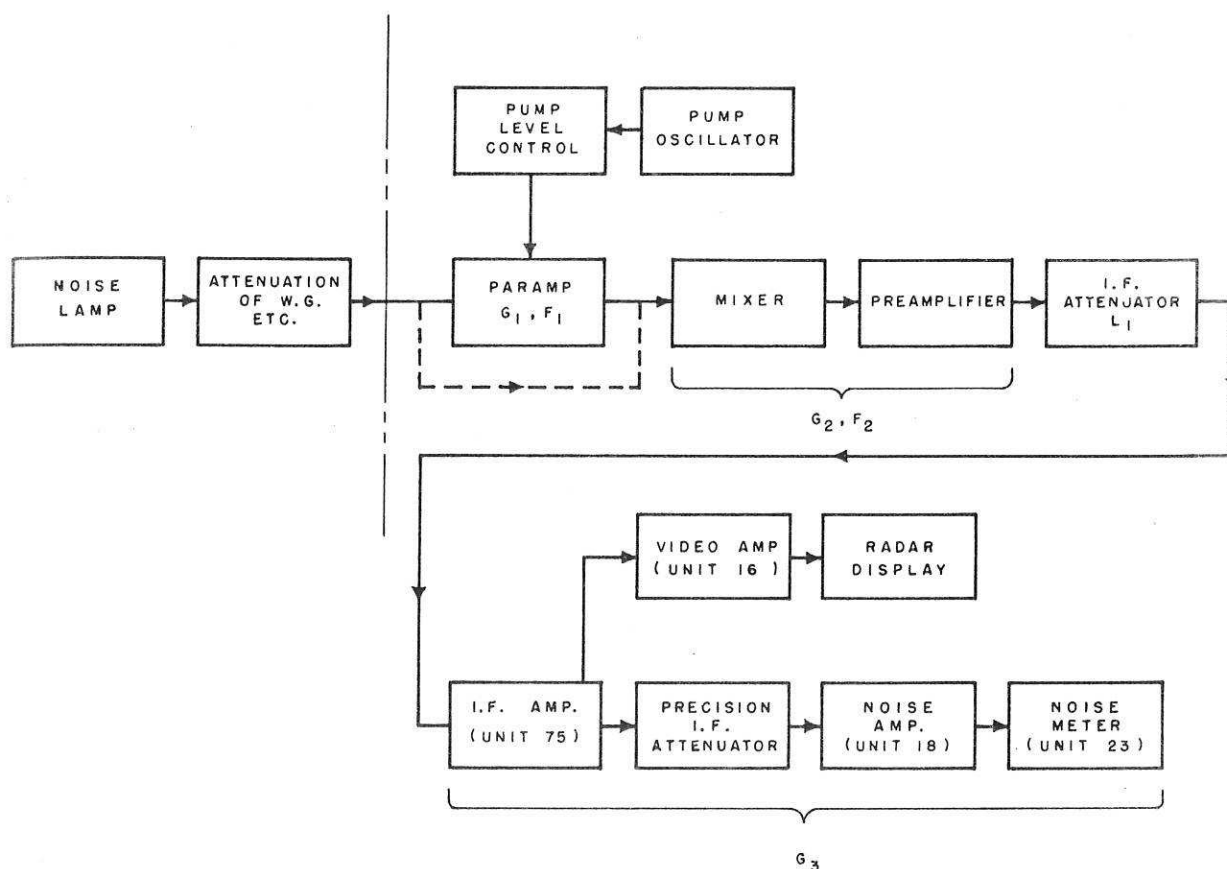 PUMP
LEVEL
CONTROL
PUMP
OSCILLATOR
NOISE
LAMP
ATTENUATION
OF W.G.
ETC.
PARAMP
G1, F1
MIXER
PREAMPLIFIER
I.F.
ATTENUATOR
L1
G2, F2
VIDEO AMP
(UNIT 16)
RADAR
DISPLAY
I.F. AMP.
(UNIT 75)
PRECISION
I.F.
ATTENUATOR
NOISE
AMP.
(UNIT 18)
NOISE
METER
(UNIT 23)
G3